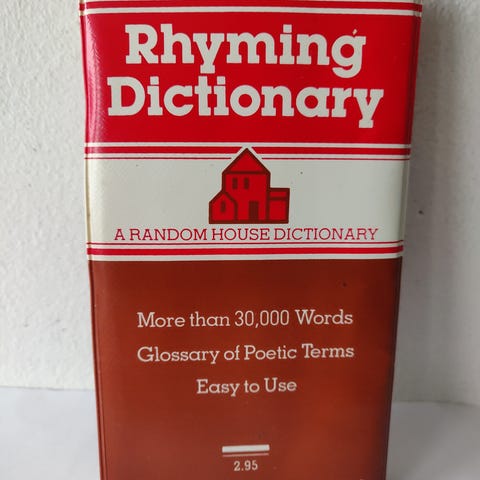 Rhyming
Dictionary
A RANDOM HOUSE DICTIONARY
More than 30,000 Words
Glossary of Poetic Terms
Easy to Use
2.95